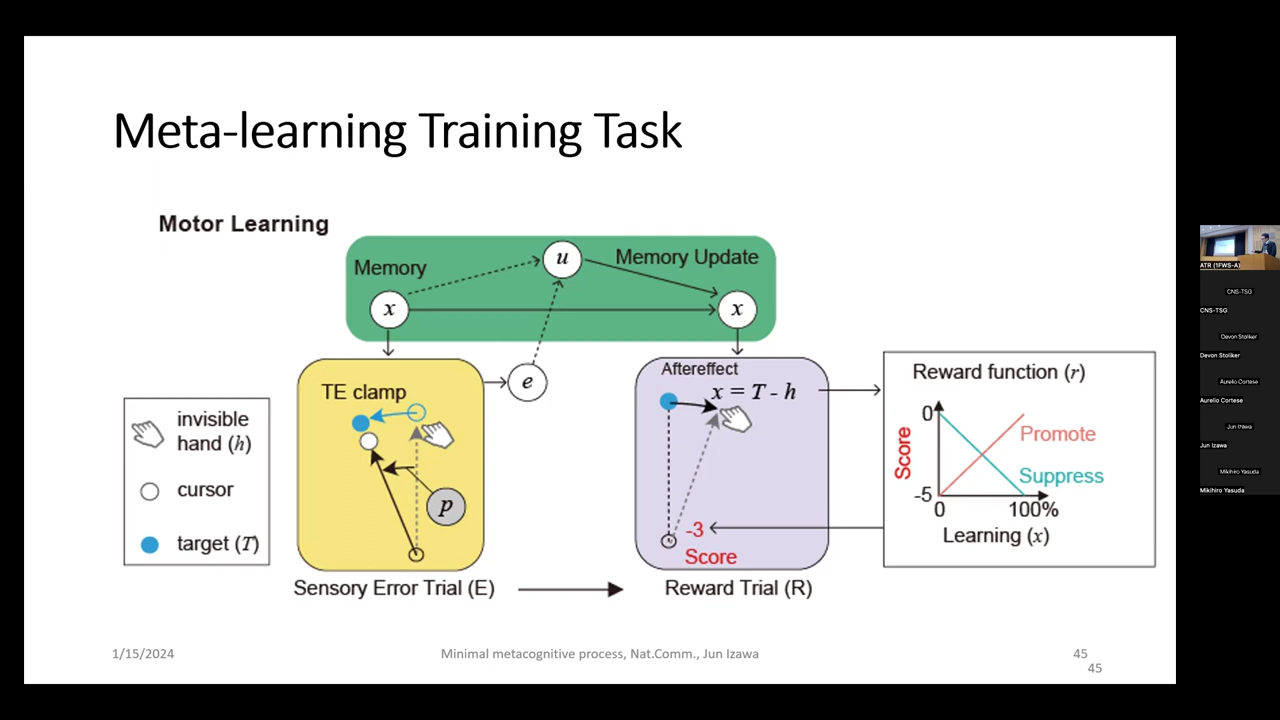 Meta-learning Training Task
Motor Learning
Memory
u
Memory Update
x
x
TE clamp
e
Aftereffect
x = T - h
Reward function (r)
invisible
hand (h)
cursor
target (T)
p
-3
Score
Score
0
-5
Promote
Suppress
0
100%
Learning (x)
Sensory Error Trial (E)
Reward Trial (R)
1/15/2024
Minimal metacognitive process, Nat.Comm., Jun Izawa
45
45
ATR (1FWS-A)
CNS-TSG
CNS-TSG
Devon Stoliker
Devon Stoliker
Aurelio Cortese
Aurelio Cortese
Jun Izawa
Jun Izawa
Mikihiro Yasuda
Mikihiro Yasuda